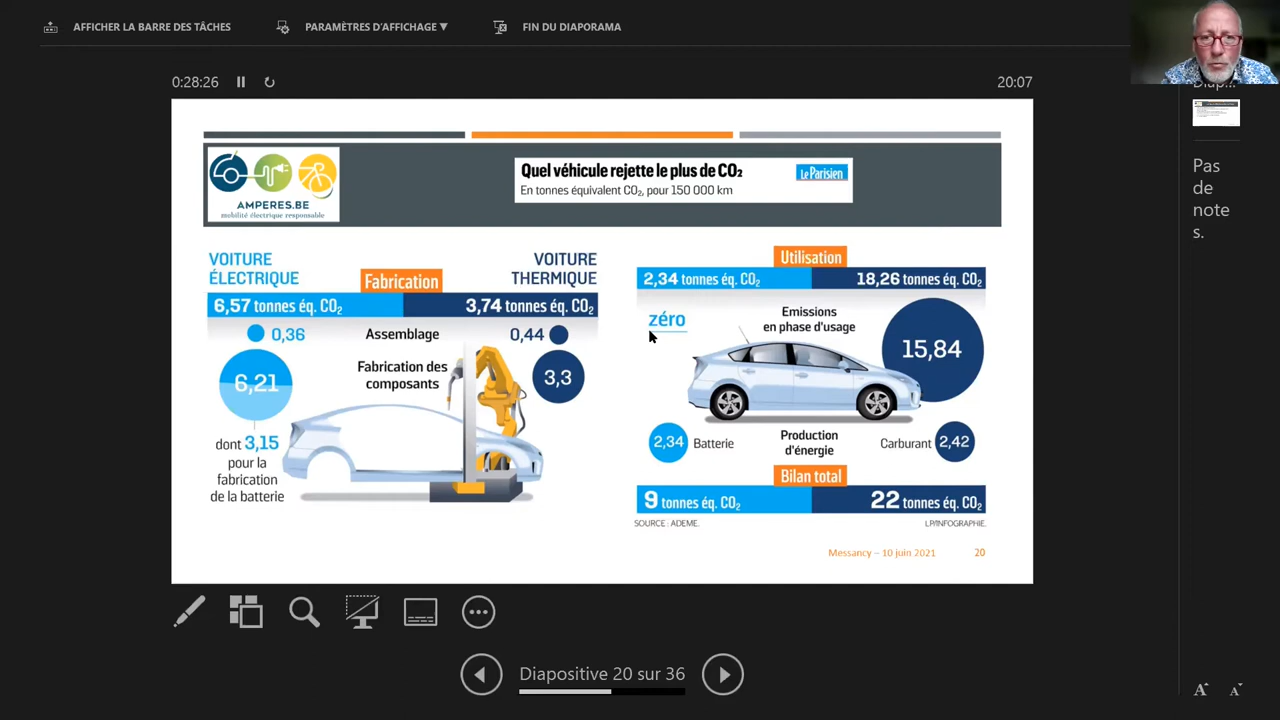 AFFICHER LA BARRE DES TÂCHES
PARAMÈTRES D'AFFICHAGE ▼
FIN DU DIAPORAMA
0:28:26
20:07
AMPERES.BE
mobilité électrique responsable
Quel véhicule rejette le plus de CO₂
En tonnes équivalent CO₂, pour 150 000 km
Le Parisien
VOITURE
ÉLECTRIQUE
Fabrication
VOITURE
THERMIQUE
6,57 tonnes éq. CO₂
3,74 tonnes éq. CO₂
0,36
Assemblage
0,44
6,21
Fabrication des
composants
3,3
dont 3,15
pour la
fabrication
de la batterie
Utilisation
2,34 tonnes éq. CO₂
18,26 tonnes éq. CO₂
zéro
Emissions
en phase d'usage
15,84
2,34 Batterie
Production
d'énergie
Carburant 2,42
Bilan total
9 tonnes éq. CO₂
22 tonnes éq. CO₂
SOURCE : ADEME.
LP/INFOGRAPHIE.
Messancy – 10 juin 2021
20
Diapositive 20 sur 36
Diap...
Pas
de
note
s.
A
A